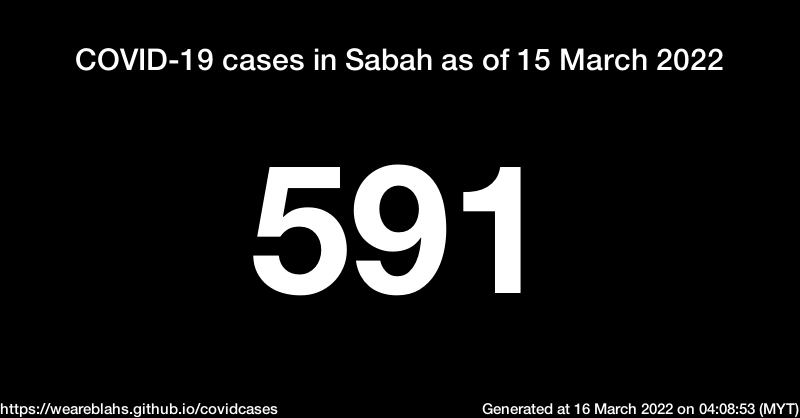 COVID-19 cases in Sabah as of 15 March 2022
591
https://weareblahs.github.io/covidcases
Generated at 16 March 2022 on 04:08:53 (MYT)